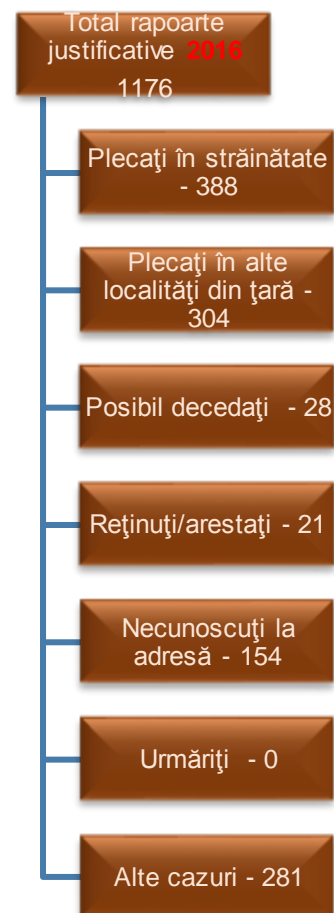 Total rapoarte
justificative 2016
1176
Plecaţi în străinătate
- 388
Plecaţi în alte
localităţi din ţară -
304
Posibil decedaţi - 28
Reţinuţi/arestaţi - 21
Necunoscuţi la
adresă - 154
Urmăriţi - 0
Alte cazuri - 281